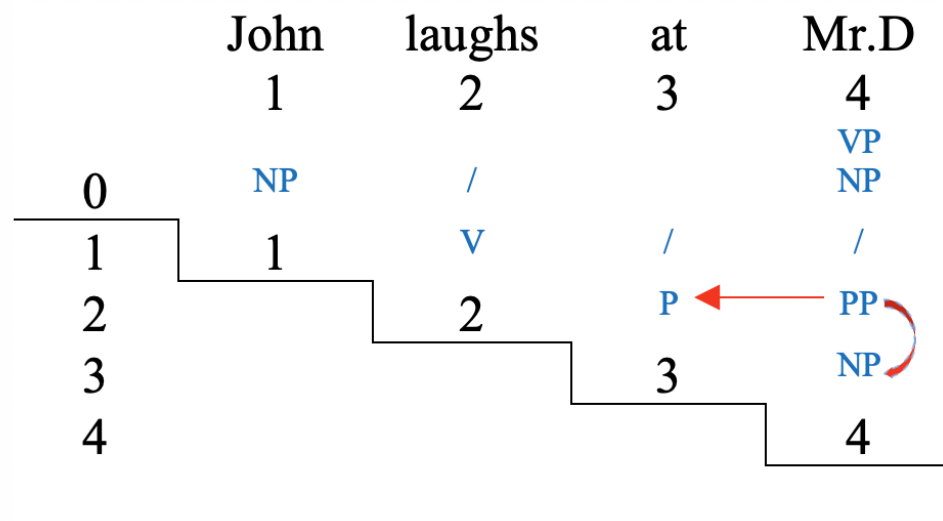 John laughs at Mr.D
1 2 3 4
VP
0 NP / NP
1 1 V / /
2 2 P PP
3 3 NP
4 4